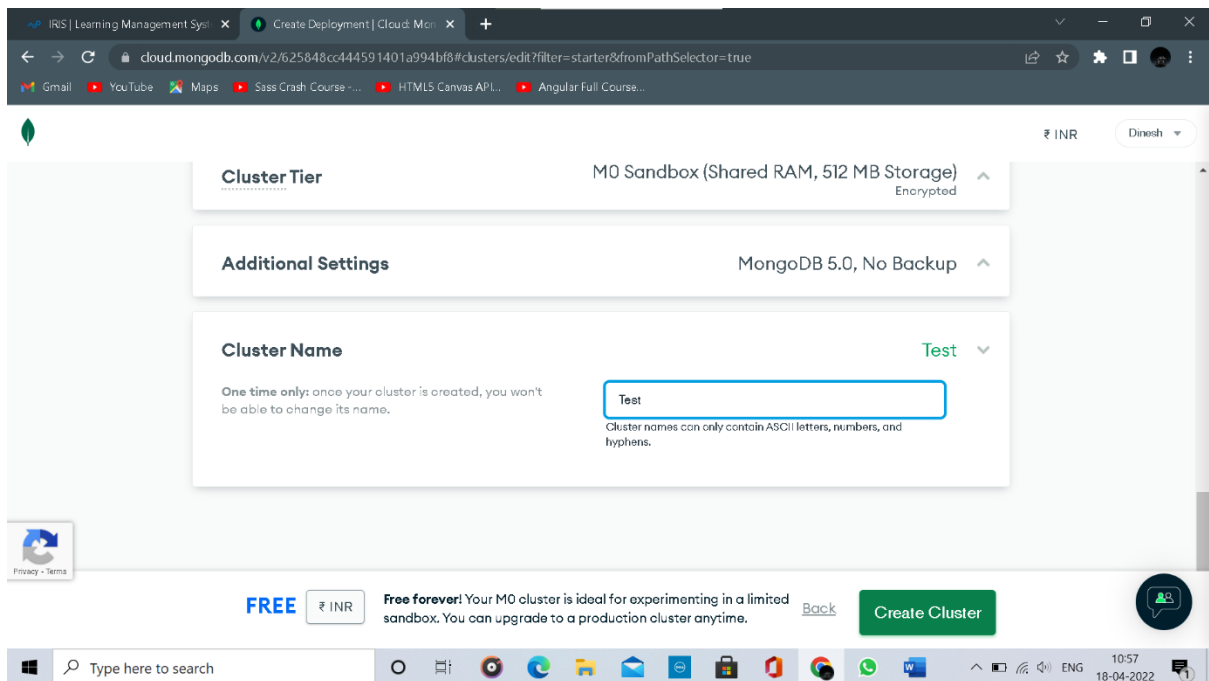 IRIS | Learning Management Syst
Create Deployment | Cloud: Mon
cloud.mongodb.com/v2/625848cc444591401a994bf8#clusters/edit?filter=starter&fromPathSelector=true
Gmail YouTube Maps Sass Crash Course -... HTML5 Canvas API... Angular Full Course...
₹ INR Dinesh
Cluster Tier
M0 Sandbox (Shared RAM, 512 MB Storage)
Encrypted
Additional Settings
MongoDB 5.0, No Backup
Cluster Name
Test
One time only: once your cluster is created, you won't
be able to change its name.
Test
Cluster names can only contain ASCII letters, numbers, and
hyphens.
Privacy - Terms
FREE ₹ INR
Free forever! Your M0 cluster is ideal for experimenting in a limited
sandbox. You can upgrade to a production cluster anytime.
Back
Create Cluster
Type here to search
ENG
10:57
18-04-2022
1